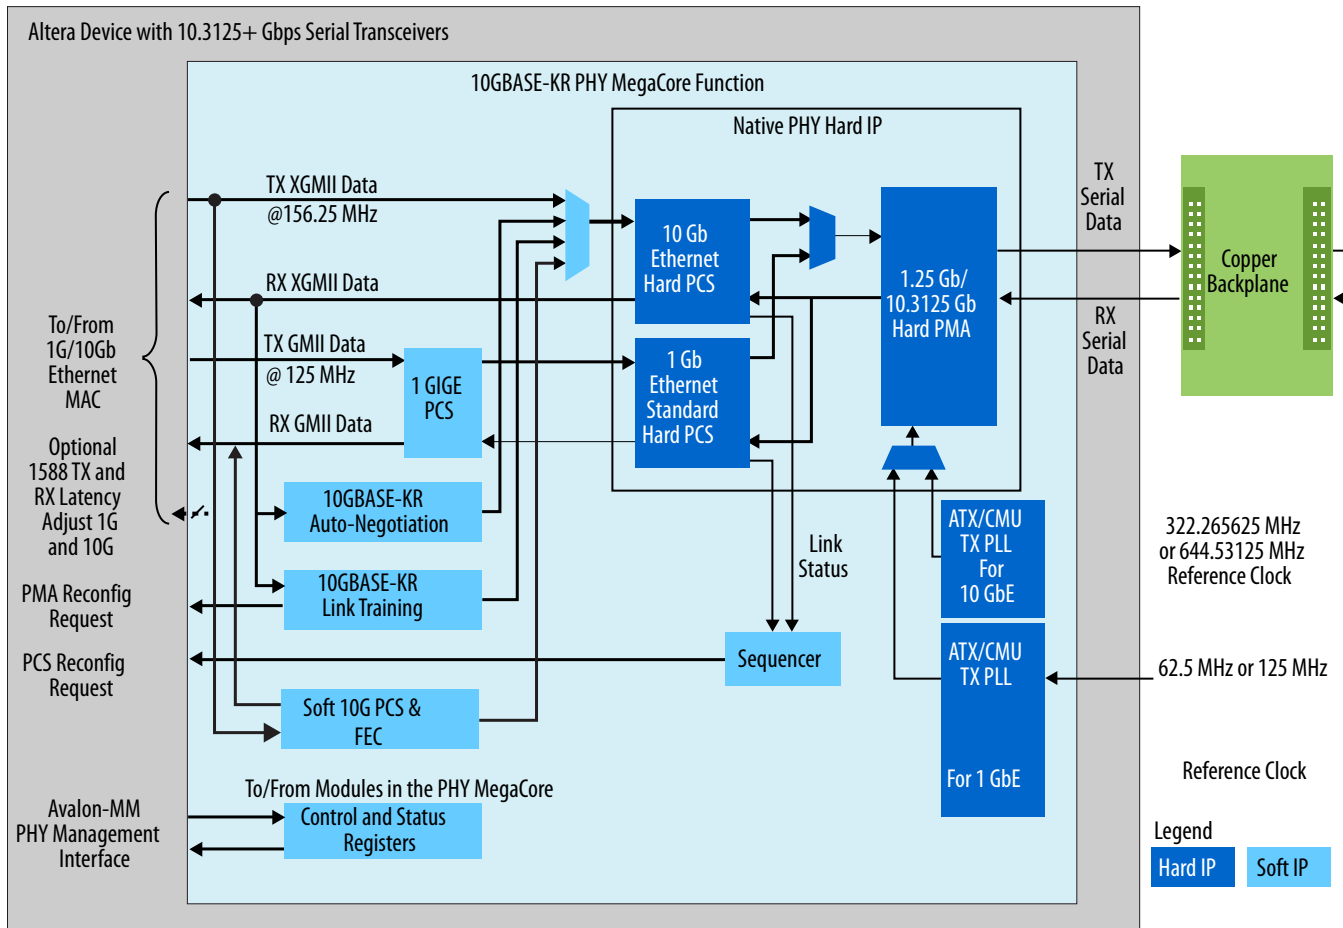 Altera Device with 10.3125+ Gbps Serial Transceivers
10GBASE-KR PHY MegaCore Function
Native PHY Hard IP
TX XGMII Data
@156.25 MHz
RX XGMII Data
TX GMII Data
@ 125 MHz
RX GMII Data
1 GIGE
PCS
10 Gb
Ethernet
Hard PCS
1 Gb
Ethernet
Standard
Hard PCS
1.25 Gb/
10.3125 Gb
Hard PMA
TX
Serial
Data
RX
Serial
Data
Copper
Backplane
To/From
1G/10Gb
Ethernet
MAC
Optional
1588 TX and
RX Latency
Adjust 1G
and 10G
10GBASE-KR
Auto-Negotiation
10GBASE-KR
Link Training
PMA Reconfig
Request
PCS Reconfig
Request
Link
Status
Sequencer
ATX/CMU
TX PLL
For
10 GbE
ATX/CMU
TX PLL
For 1 GbE
322.265625 MHz
or 644.53125 MHz
Reference Clock
62.5 MHz or 125 MHz
Reference Clock
Soft 10G PCS &
FEC
To/From Modules in the PHY MegaCore
Control and Status
Registers
Avalon-MM
PHY Management
Interface
Legend
Hard IP
Soft IP